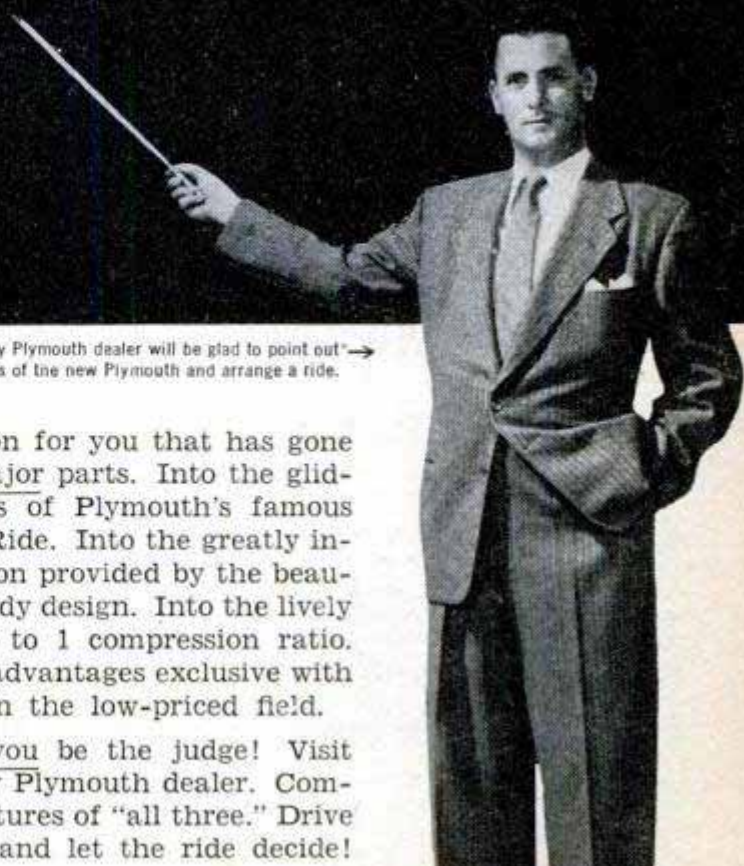 y Plymouth dealer will be glad to point out"→
s of the new Plymouth and arrange a ride.
on for you that has gone
jor parts. Into the glid-
s of Plymouth's famous
Ride. Into the greatly in-
on provided by the beau-
dy design. Into the lively
to 1 compression ratio.
advantages exclusive with
n the low-priced field.
you be the judge! Visit
y Plymouth dealer. Com-
tures of "all three." Drive
and let the ride decide!